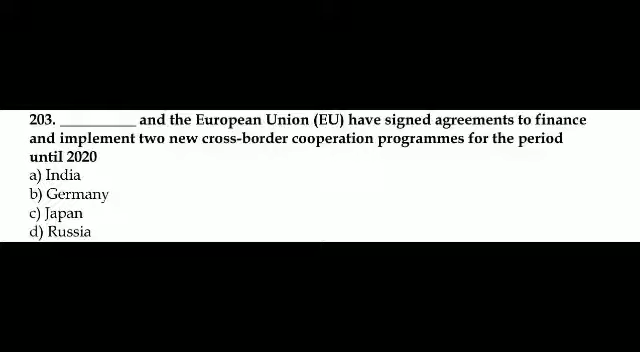 203. __________ and the European Union (EU) have signed agreements to finance
and implement two new cross-border cooperation programmes for the period
until 2020
a) India
b) Germany
c) Japan
d) Russia